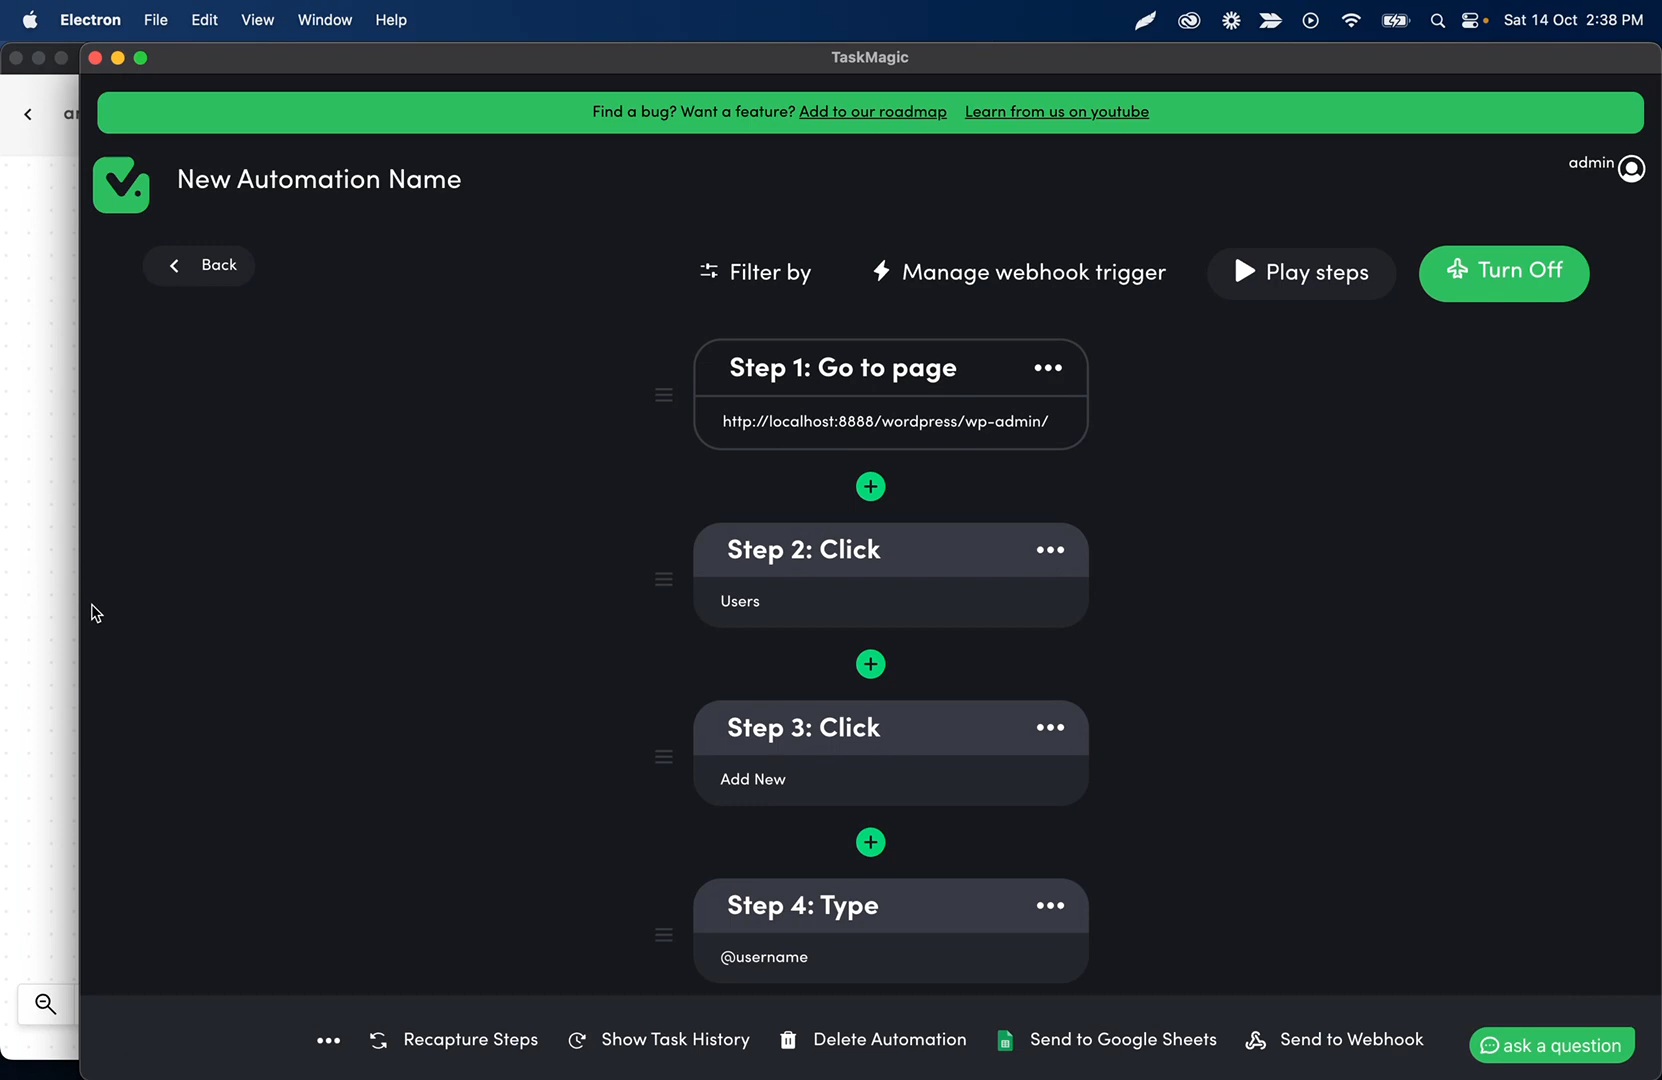 Electron File Edit View Window Help Sat 14 Oct 2:38 PM
TaskMagic
Find a bug? Want a feature? Add to our roadmap Learn from us on youtube
New Automation Name
admin
Back
Filter by Manage webhook trigger Play steps Turn Off
Step 1: Go to page
http://localhost:8888/wordpress/wp-admin/
Step 2: Click
Users
Step 3: Click
Add New
Step 4: Type
@username
Recapture Steps Show Task History Delete Automation Send to Google Sheets Send to Webhook ask a question